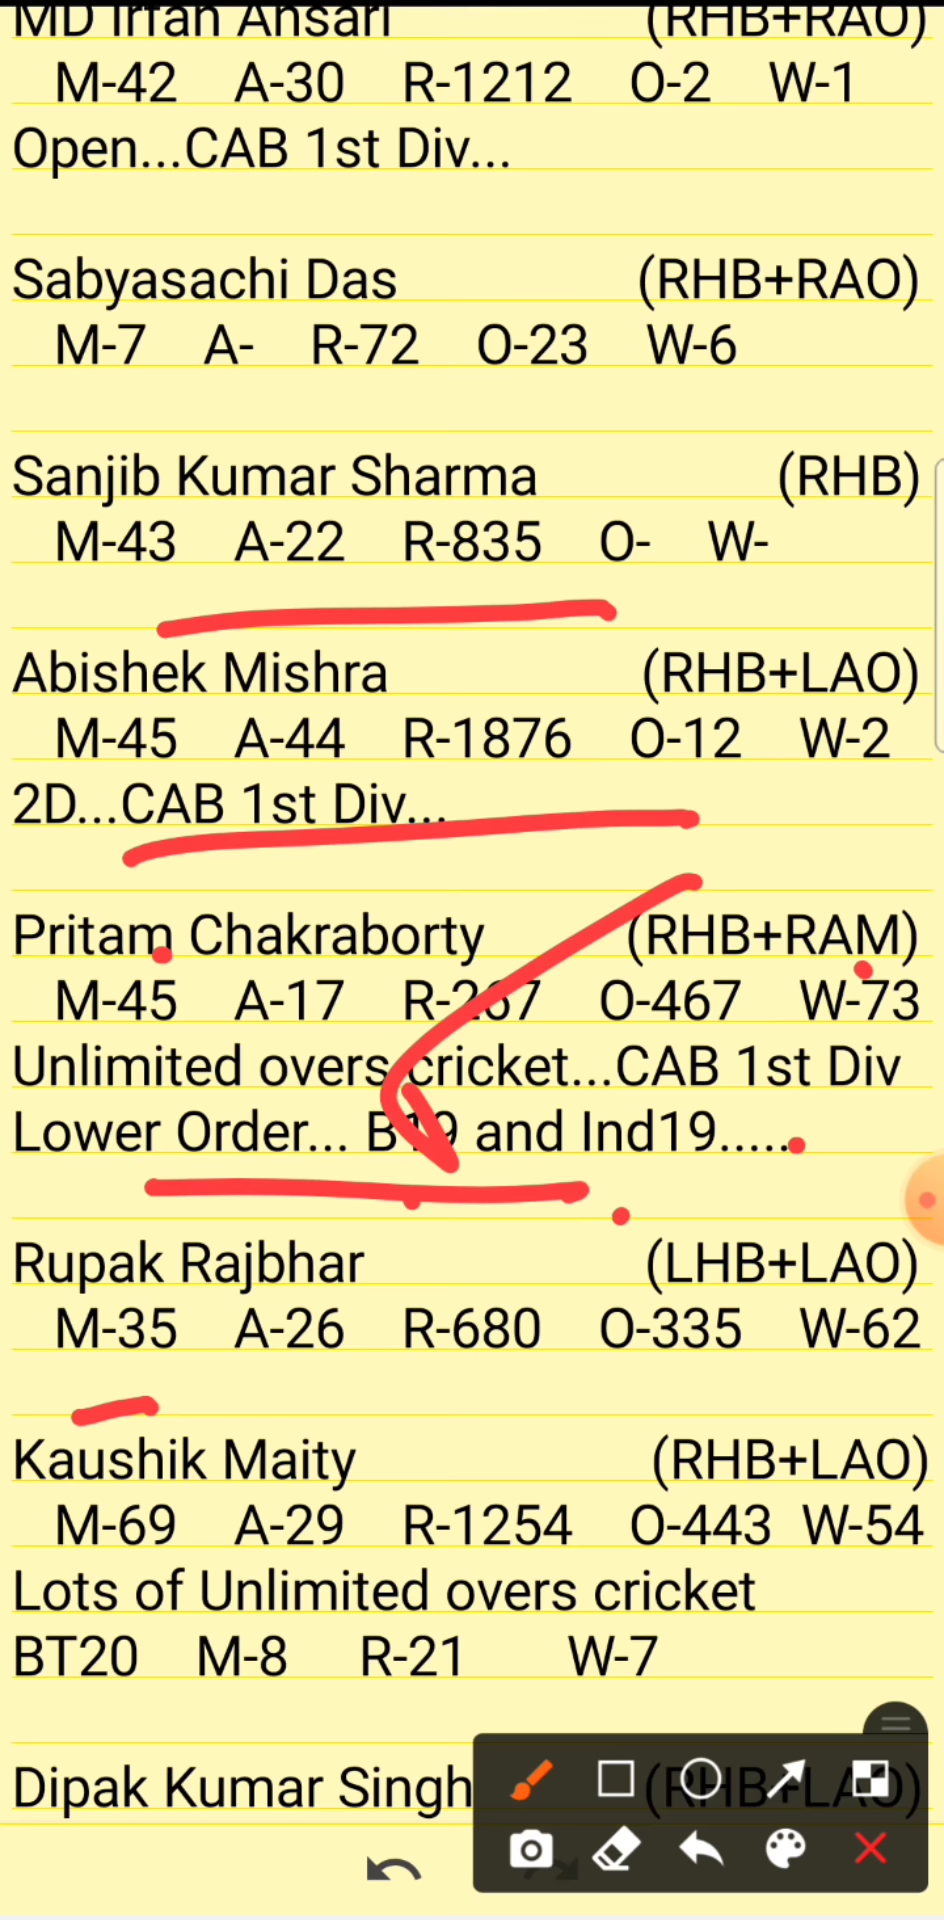 MD Irfan Ansari (RHB+RAO)
M-42 A-30 R-1212 O-2 W-1
Open...CAB 1st Div...
Sabyasachi Das (RHB+RAO)
M-7 A- R-72 O-23 W-6
Sanjib Kumar Sharma (RHB)
M-43 A-22 R-835 O- W-
Abishek Mishra (RHB+LAO)
M-45 A-44 R-1876 O-12 W-2
2D...CAB 1st Div...
Pritam Chakraborty (RHB+RAM)
M-45 A-17 R-267 O-467 W-73
Unlimited overs cricket...CAB 1st Div
Lower Order... B19 and Ind19.....
Rupak Rajbhar (LHB+LAO)
M-35 A-26 R-680 O-335 W-62
Kaushik Maity (RHB+LAO)
M-69 A-29 R-1254 O-443 W-54
Lots of Unlimited overs cricket
BT20 M-8 R-21 W-7
Dipak Kumar Singh (RHB+LAO)